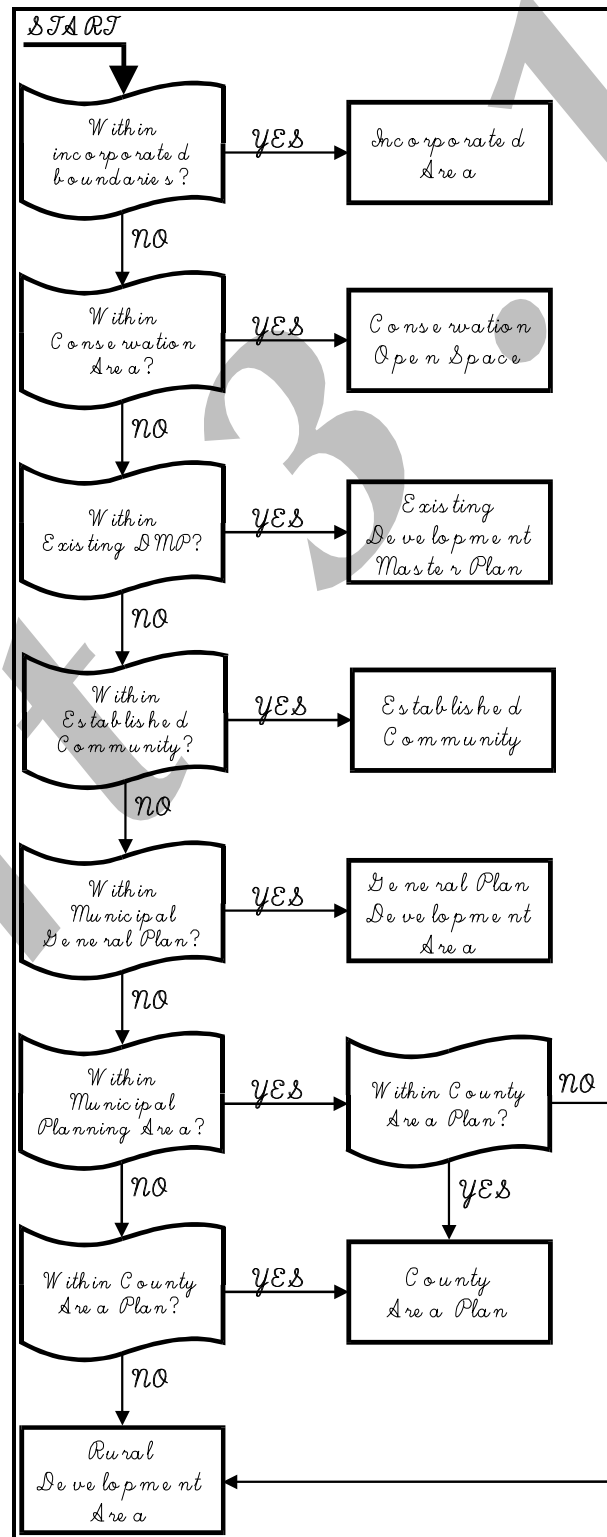 START
Within
incorporated
boundaries?
YES
Incorporated
Area
NO
Within
Conservation
Area?
YES
Conservation
Open Space
NO
Within
Existing DMP?
YES
Existing
Development
Master Plan
NO
Within
Established
Community?
YES
Established
Community
NO
Within
Municipal
General Plan?
YES
General Plan
Development
Area
NO
Within
Municipal
Planning Area?
YES
Within County
Area Plan?
NO
NO
YES
Within County
Area Plan?
YES
County
Area Plan
NO
Rural
Development
Area